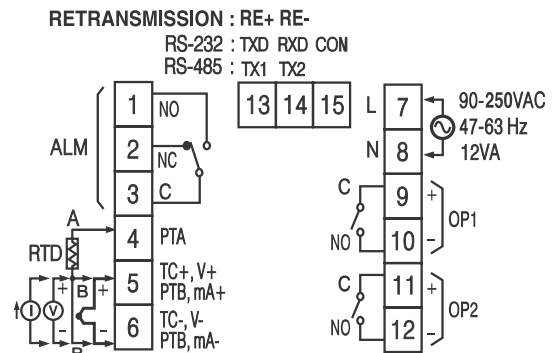 RETRANSMISSION : RE+ RE-
RS-232 : TXD RXD CON
RS-485 : TX1 TX2
13 14 15
ALM
1 NO
2 NC
3 C
A
RTD
4 PTA
5 TC+, V+
PTB, mA+
6 TC-, V-
PTB, mA-
I V + - B + -
B
L 7
N 8
90-250VAC
47-63 Hz
12VA
C 9 +
NO 10 -
OP1
C 11 +
NO 12 -
OP2